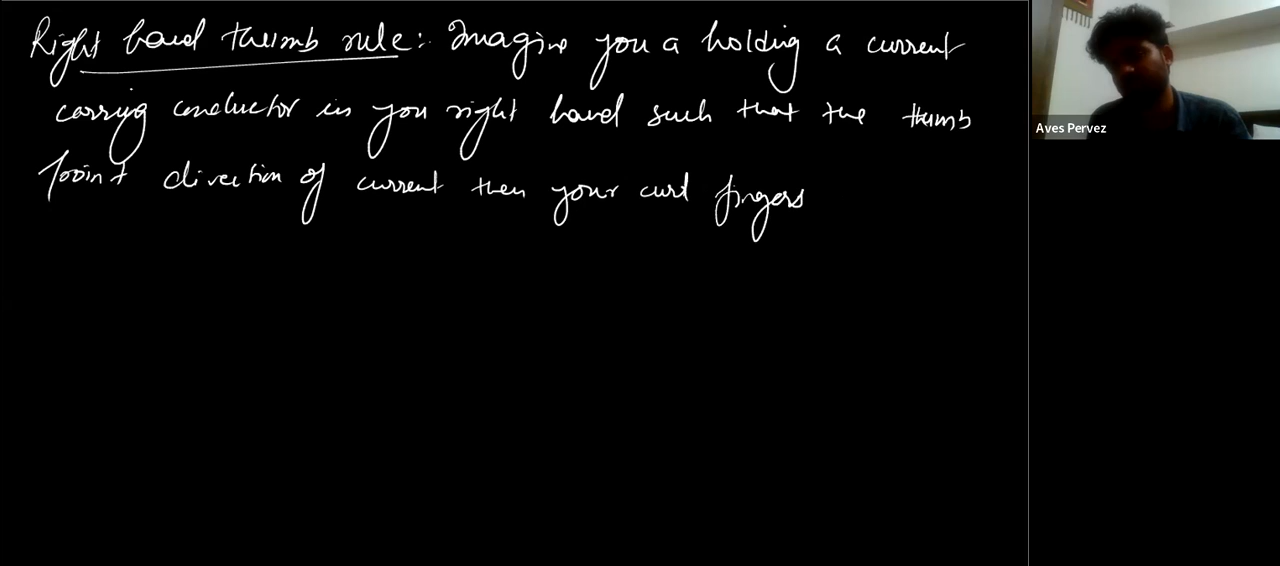 Right hand thumb rule: Imagine you a holding a current
carrying conductor in you right hand such that the thumb
point direction of current then your curl fingers
Aves Pervez